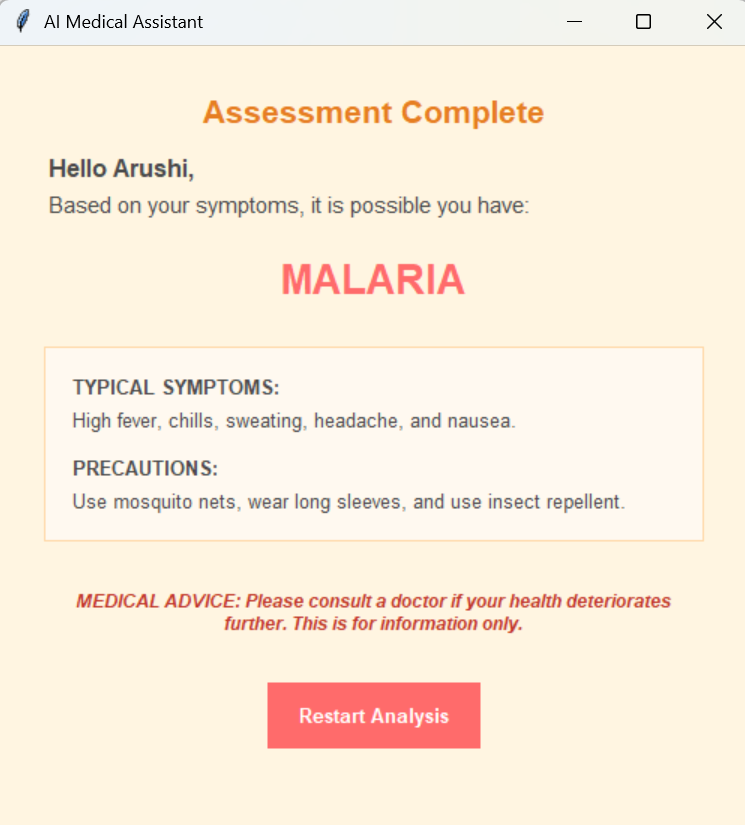 AI Medical Assistant
Assessment Complete
Hello Arushi,
Based on your symptoms, it is possible you have:
MALARIA
TYPICAL SYMPTOMS:
High fever, chills, sweating, headache, and nausea.
PRECAUTIONS:
Use mosquito nets, wear long sleeves, and use insect repellent.
MEDICAL ADVICE: Please consult a doctor if your health deteriorates
further. This is for information only.
Restart Analysis